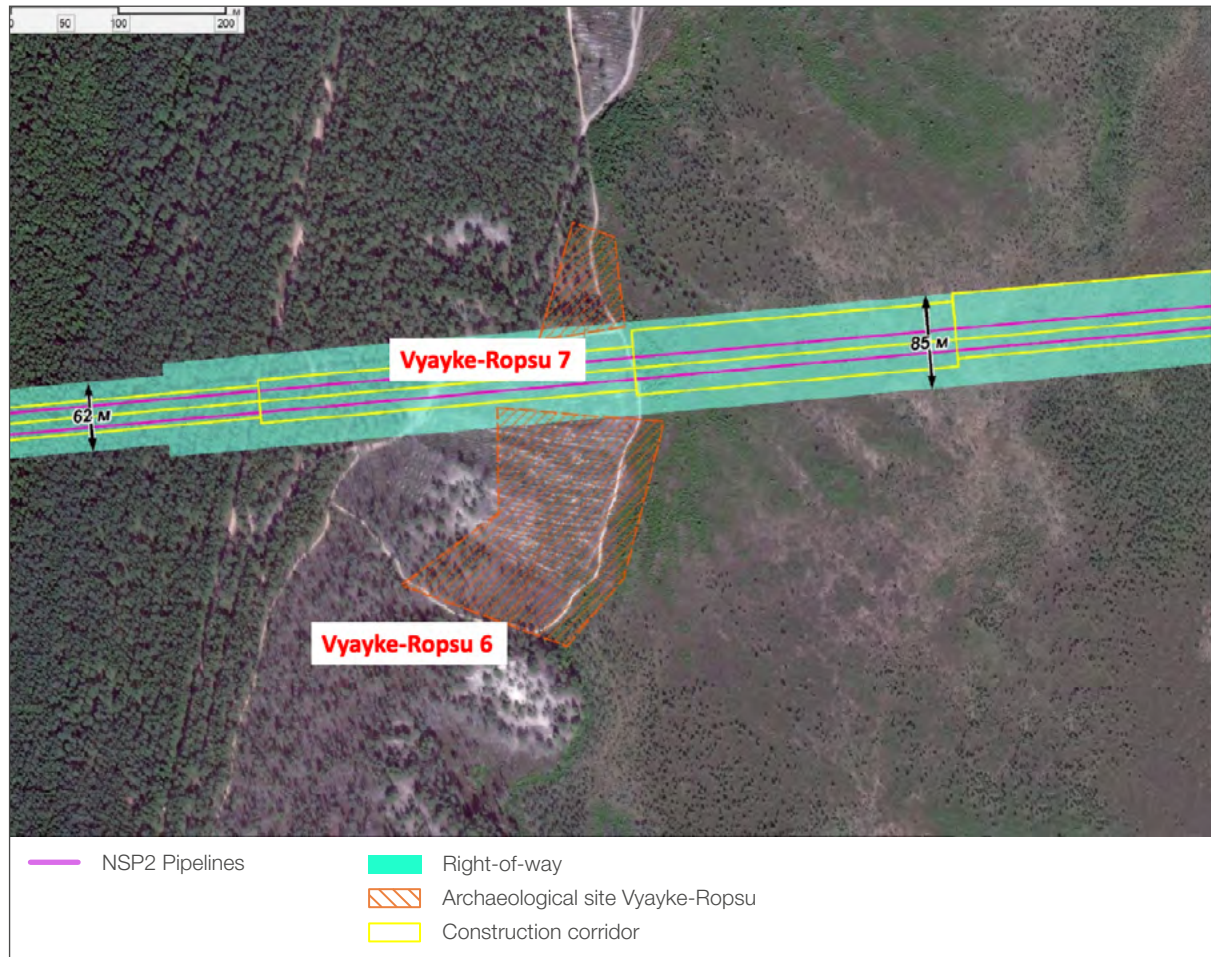 М
0 50 100 200
Vyayke-Ropsu 7
85 м
62 м
Vyayke-Ropsu 6
NSP2 Pipelines
Right-of-way
Archaeological site Vyayke-Ropsu
Construction corridor